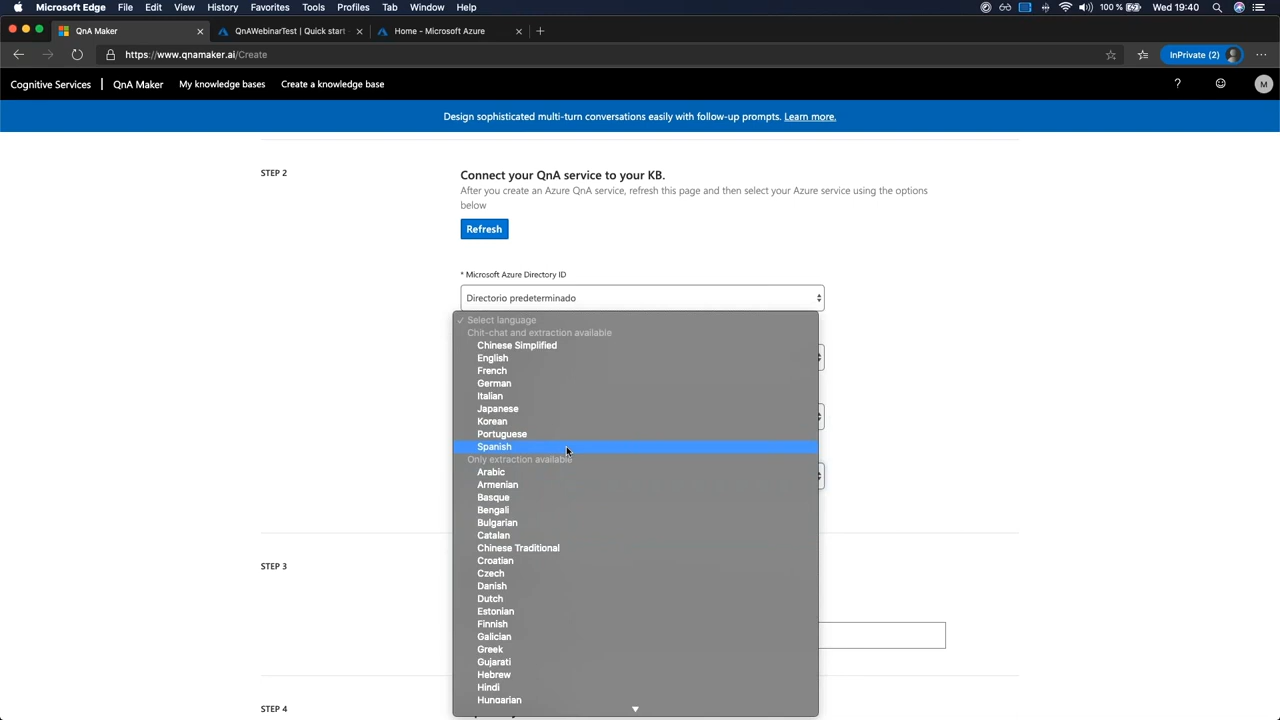 Microsoft Edge File Edit View History Favorites Tools Profiles Tab Window Help 100 % Wed 19:40
QnA Maker QnAWebinarTest | Quick start Home - Microsoft Azure
https://www.qnamaker.ai/Create InPrivate (2)
Cognitive Services QnA Maker My knowledge bases Create a knowledge base ? M
Design sophisticated multi-turn conversations easily with follow-up prompts. Learn more.
STEP 2
Connect your QnA service to your KB.
After you create an Azure QnA service, refresh this page and then select your Azure service using the options
below
Refresh
* Microsoft Azure Directory ID
Directorio predeterminado
✓ Select language
Chit-chat and extraction available
Chinese Simplified
English
French
German
Italian
Japanese
Korean
Portuguese
Spanish
Only extraction available
Arabic
Armenian
Basque
Bengali
Bulgarian
Catalan
Chinese Traditional
Croatian
Czech
Danish
Dutch
Estonian
Finnish
Galician
Greek
Gujarati
Hebrew
Hindi
Hungarian
STEP 3
STEP 4